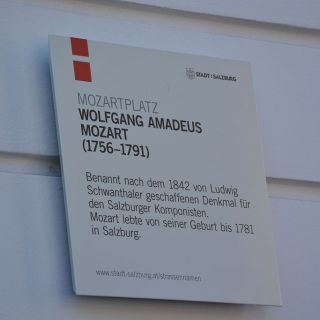 STADT : SALZBURG
MOZARTPLATZ
WOLFGANG AMADEUS
MOZART
(1756–1791)
Benannt nach dem 1842 von Ludwig
Schwanthaler geschaffenen Denkmal für
den Salzburger Komponisten.
Mozart lebte von seiner Geburt bis 1781
in Salzburg.
www.stadt-salzburg.at/strassennamen